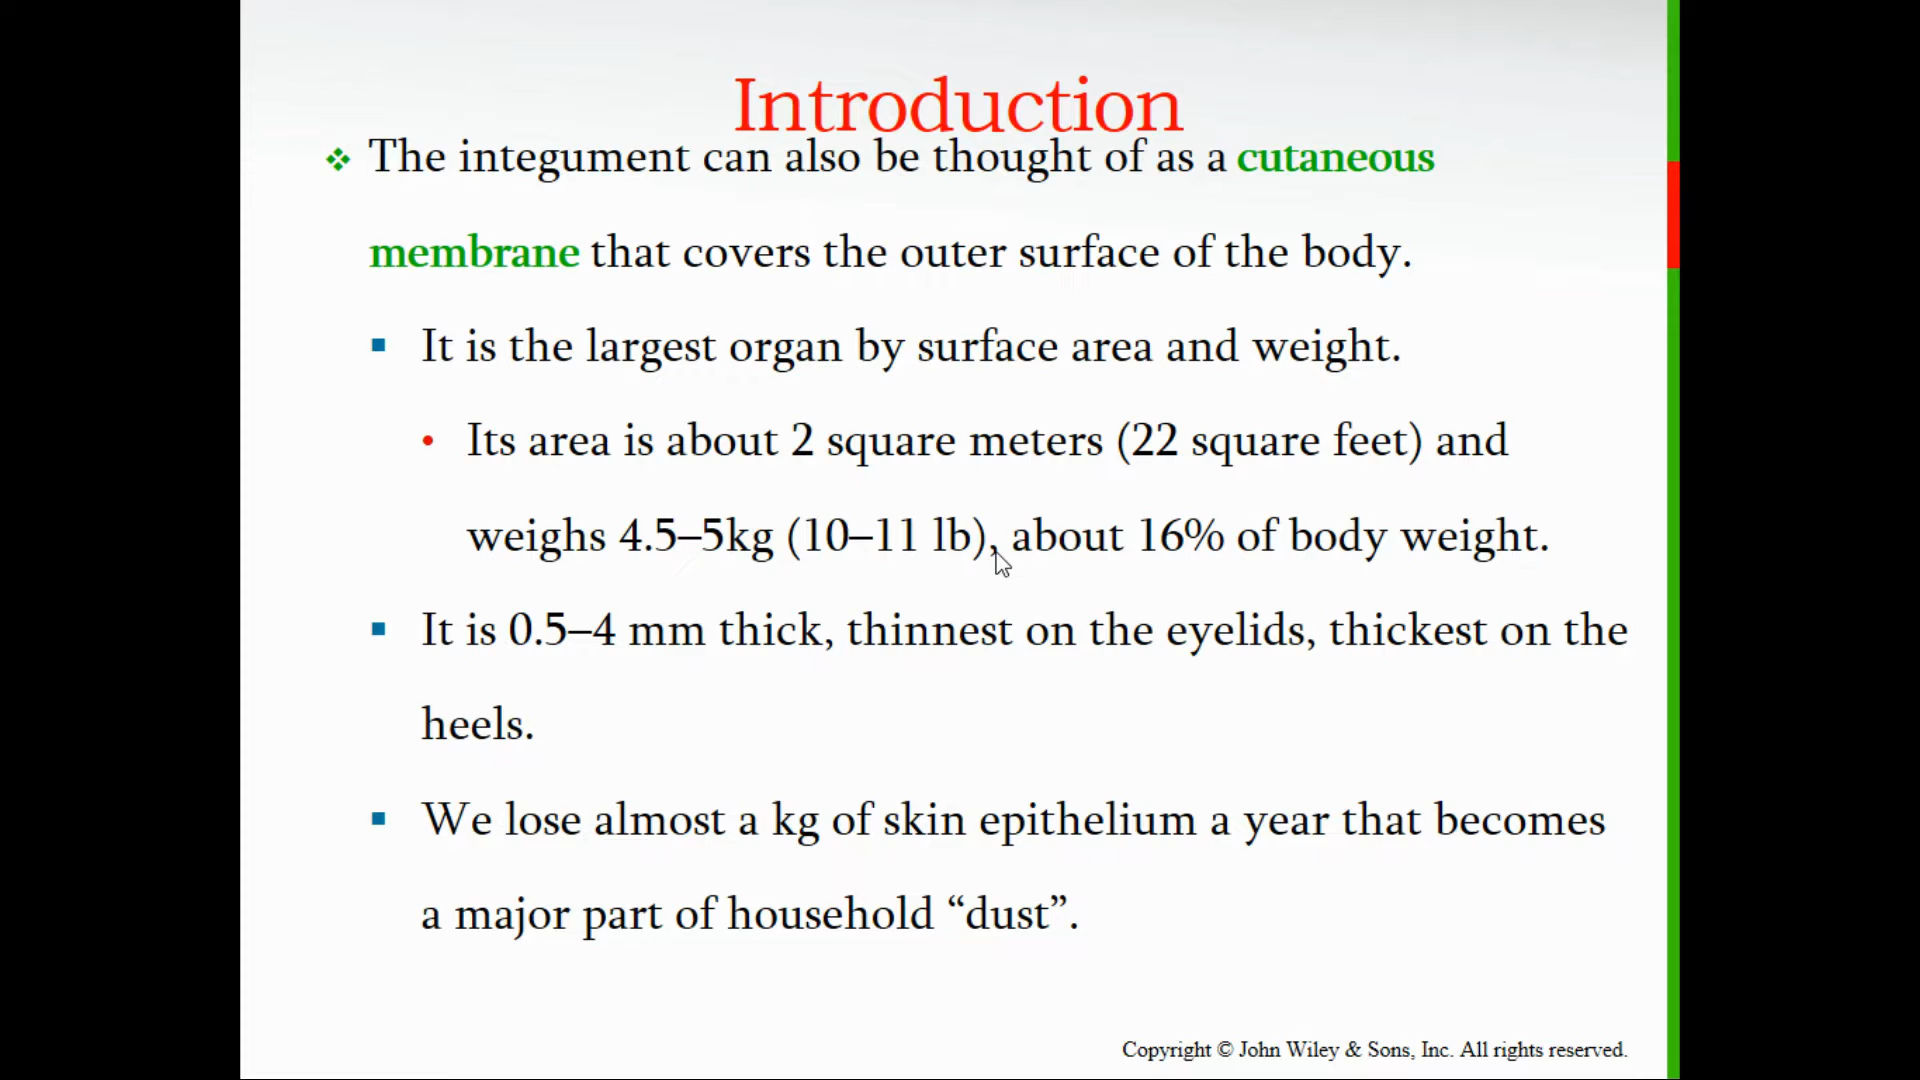 Introduction
The integument can also be thought of as a cutaneous
membrane that covers the outer surface of the body.
It is the largest organ by surface area and weight.
Its area is about 2 square meters (22 square feet) and
weighs 4.5–5kg (10–11 lb), about 16% of body weight.
It is 0.5–4 mm thick, thinnest on the eyelids, thickest on the
heels.
We lose almost a kg of skin epithelium a year that becomes
a major part of household “dust”.
Copyright © John Wiley & Sons, Inc. All rights reserved.